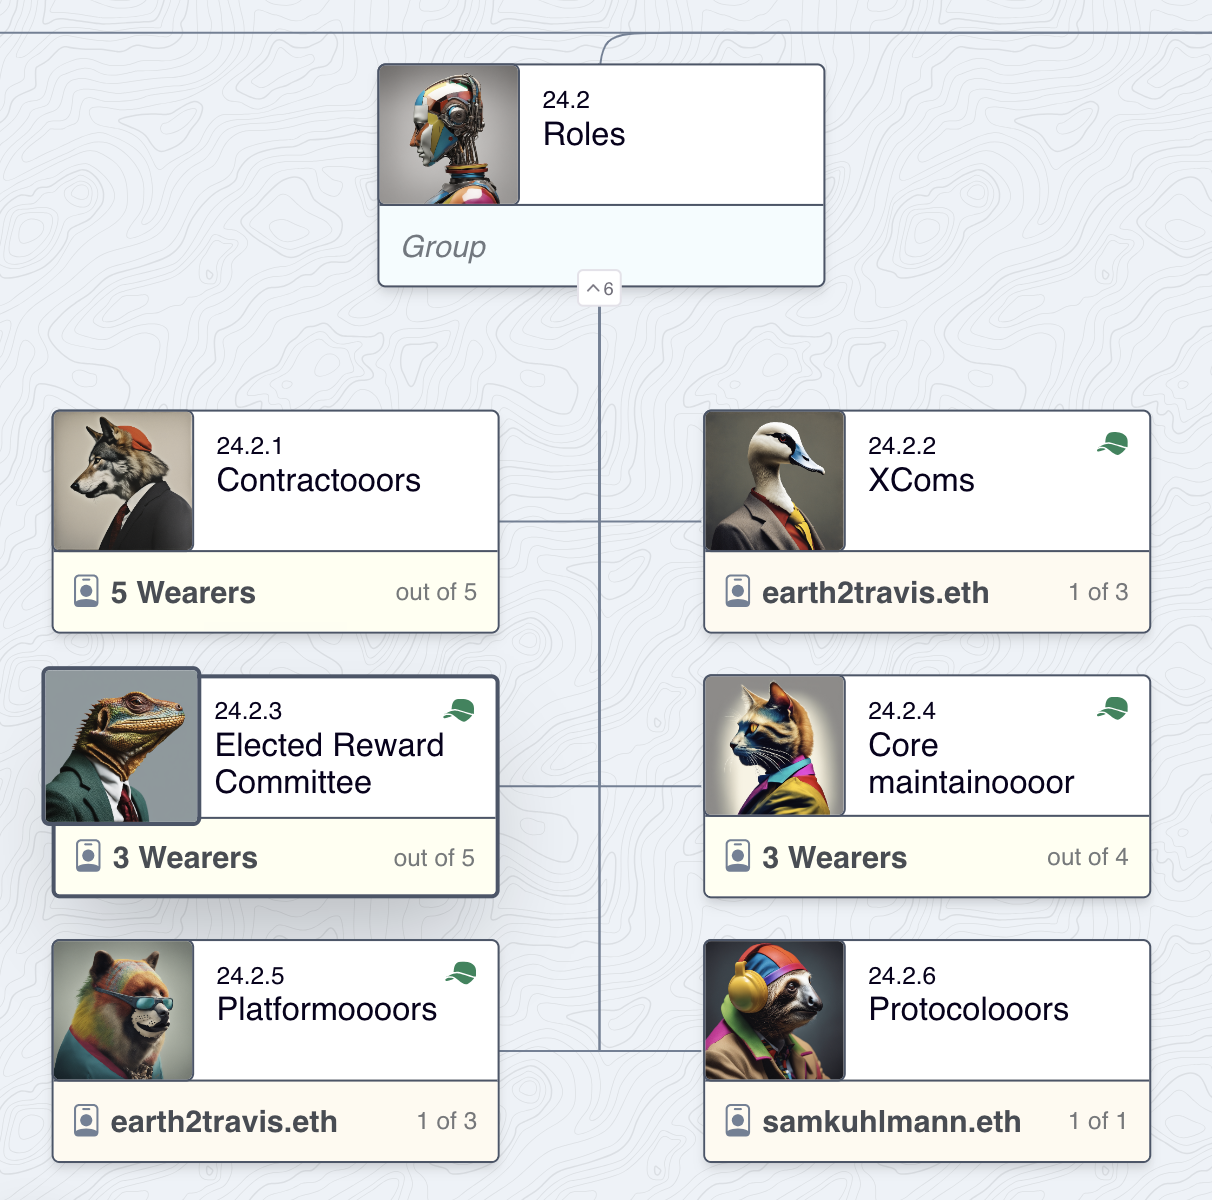 24.2
Roles
Group
6
24.2.1
Contractooors
5 Wearers
out of 5
24.2.2
XComs
earth2travis.eth
1 of 3
24.2.3
Elected Reward
Committee
3 Wearers
out of 5
24.2.4
Core
maintainoooor
3 Wearers
out of 4
24.2.5
Platformoooors
earth2travis.eth
1 of 3
24.2.6
Protocolooors
samkuhlmann.eth
1 of 1